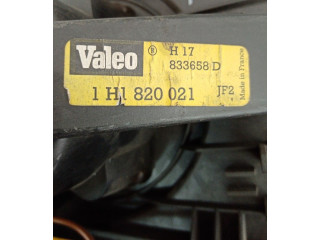 Valeo ® H 17
833658 D
1 H1 820 021 JF2
Made in France